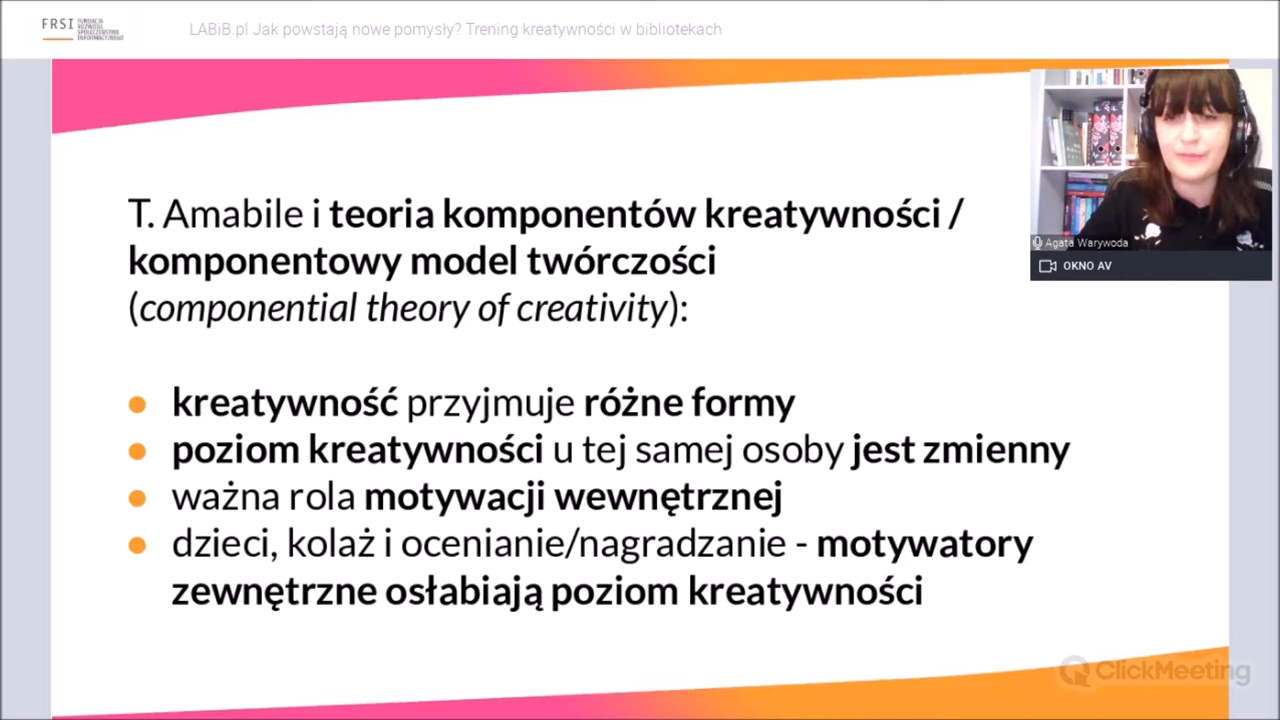 FRSI FUNDACJA
ROZWOJU
SPOŁECZEŃSTWA
INFORMACYJNEGO
LABiB.pl Jak powstają nowe pomysły? Trening kreatywności w bibliotekach
T. Amabile i teoria komponentów kreatywności /
komponentowy model twórczości
(componential theory of creativity):
● kreatywność przyjmuje różne formy
● poziom kreatywności u tej samej osoby jest zmienny
● ważna rola motywacji wewnętrznej
● dzieci, kolaż i ocenianie/nagradzanie - motywatory
zewnętrzne osłabiają poziom kreatywności
Agata Warywoda
OKNO AV
ClickMeeting